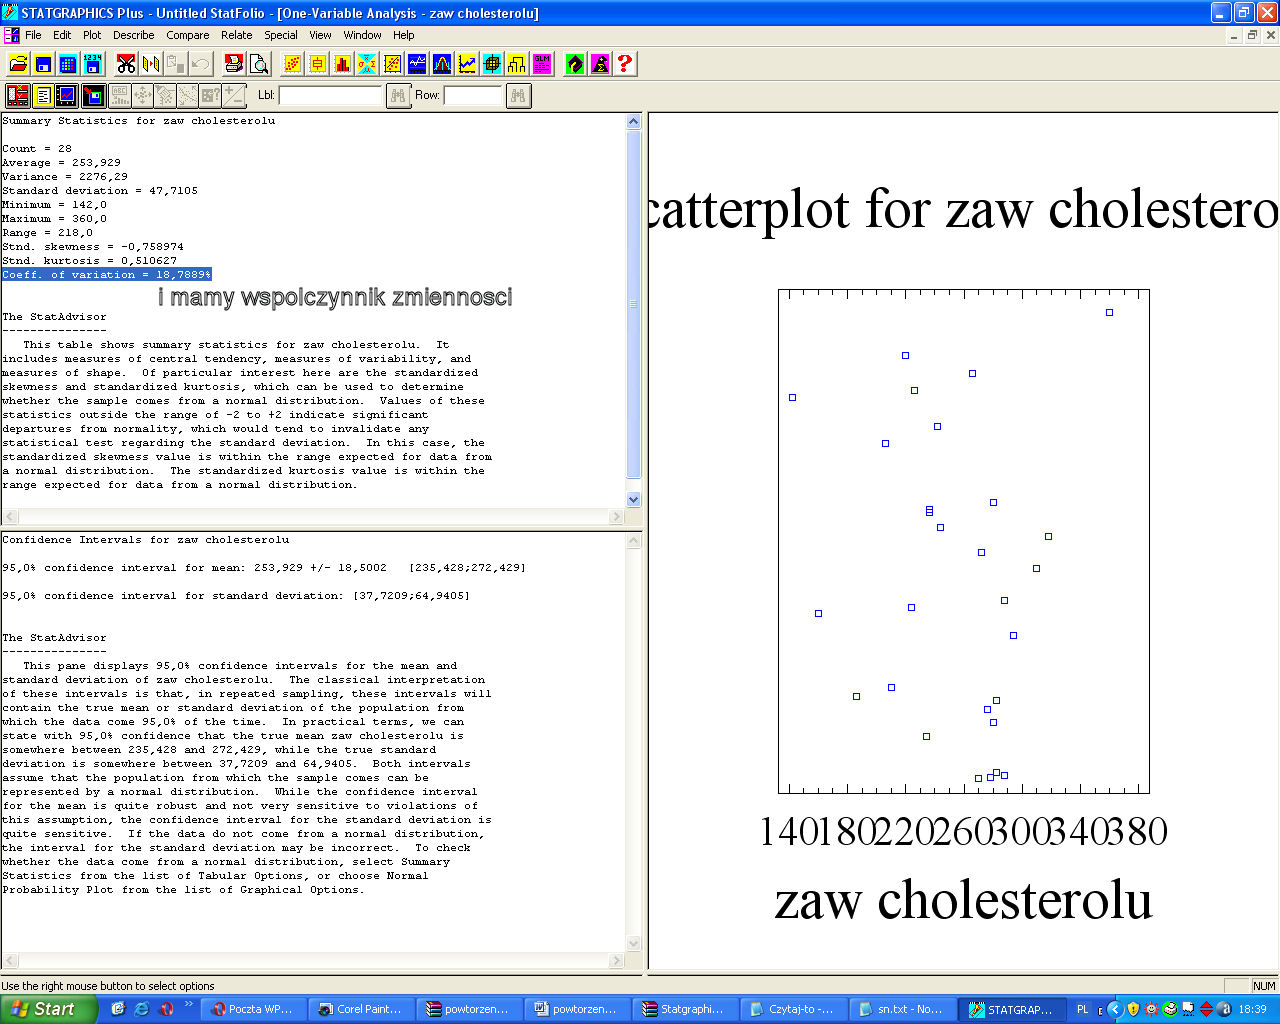 STATGRAPHICS Plus - Untitled StatFolio - [One-Variable Analysis - zaw cholesterolu]
File Edit Plot Describe Compare Relate Special View Window Help
Lbl: Row:
Summary Statistics for zaw cholesterolu
Count = 28
Average = 253,929
Variance = 2276,29
Standard deviation = 47,7105
Minimum = 142,0
Maximum = 360,0
Range = 218,0
Stnd. skewness = -0,758974
Stnd. kurtosis = 0,510627
Coeff. of variation = 18,7889%
i mamy wspolczynnik zmiennosci
The StatAdvisor
---------------
This table shows summary statistics for zaw cholesterolu. It
includes measures of central tendency, measures of variability, and
measures of shape. Of particular interest here are the standardized
skewness and standardized kurtosis, which can be used to determine
whether the sample comes from a normal distribution. Values of these
statistics outside the range of -2 to +2 indicate significant
departures from normality, which would tend to invalidate any
statistical test regarding the standard deviation. In this case, the
standardized skewness value is within the range expected for data from
a normal distribution. The standardized kurtosis value is within the
range expected for data from a normal distribution.
Confidence Intervals for zaw cholesterolu
95,0% confidence interval for mean: 253,929 +/- 18,5002 [235,428;272,429]
95,0% confidence interval for standard deviation: [37,7209;64,9405]
The StatAdvisor
---------------
This pane displays 95,0% confidence intervals for the mean and
standard deviation of zaw cholesterolu. The classical interpretation
of these intervals is that, in repeated sampling, these intervals will
contain the true mean or standard deviation of the population from
which the data come 95,0% of the time. In practical terms, we can
state with 95,0% confidence that the true mean zaw cholesterolu is
somewhere between 235,428 and 272,429, while the true standard
deviation is somewhere between 37,7209 and 64,9405. Both intervals
assume that the population from which the sample comes can be
represented by a normal distribution. While the confidence interval
for the mean is quite robust and not very sensitive to violations of
this assumption, the confidence interval for the standard deviation is
quite sensitive. If the data do not come from a normal distribution,
the interval for the standard deviation may be incorrect. To check
whether the data come from a normal distribution, select Summary
Statistics from the list of Tabular Options, or choose Normal
Probability Plot from the list of Graphical Options.
catterplot for zaw cholestero
140 180 220 260 300 340 380
zaw cholesterolu
Use the right mouse button to select options
NUM
Start
Poczta WP... Corel Paint... powtorzen... powtorzen... Statgraphi... Czytaj-to -... sn.txt - No... STATGRAP... PL 18:39